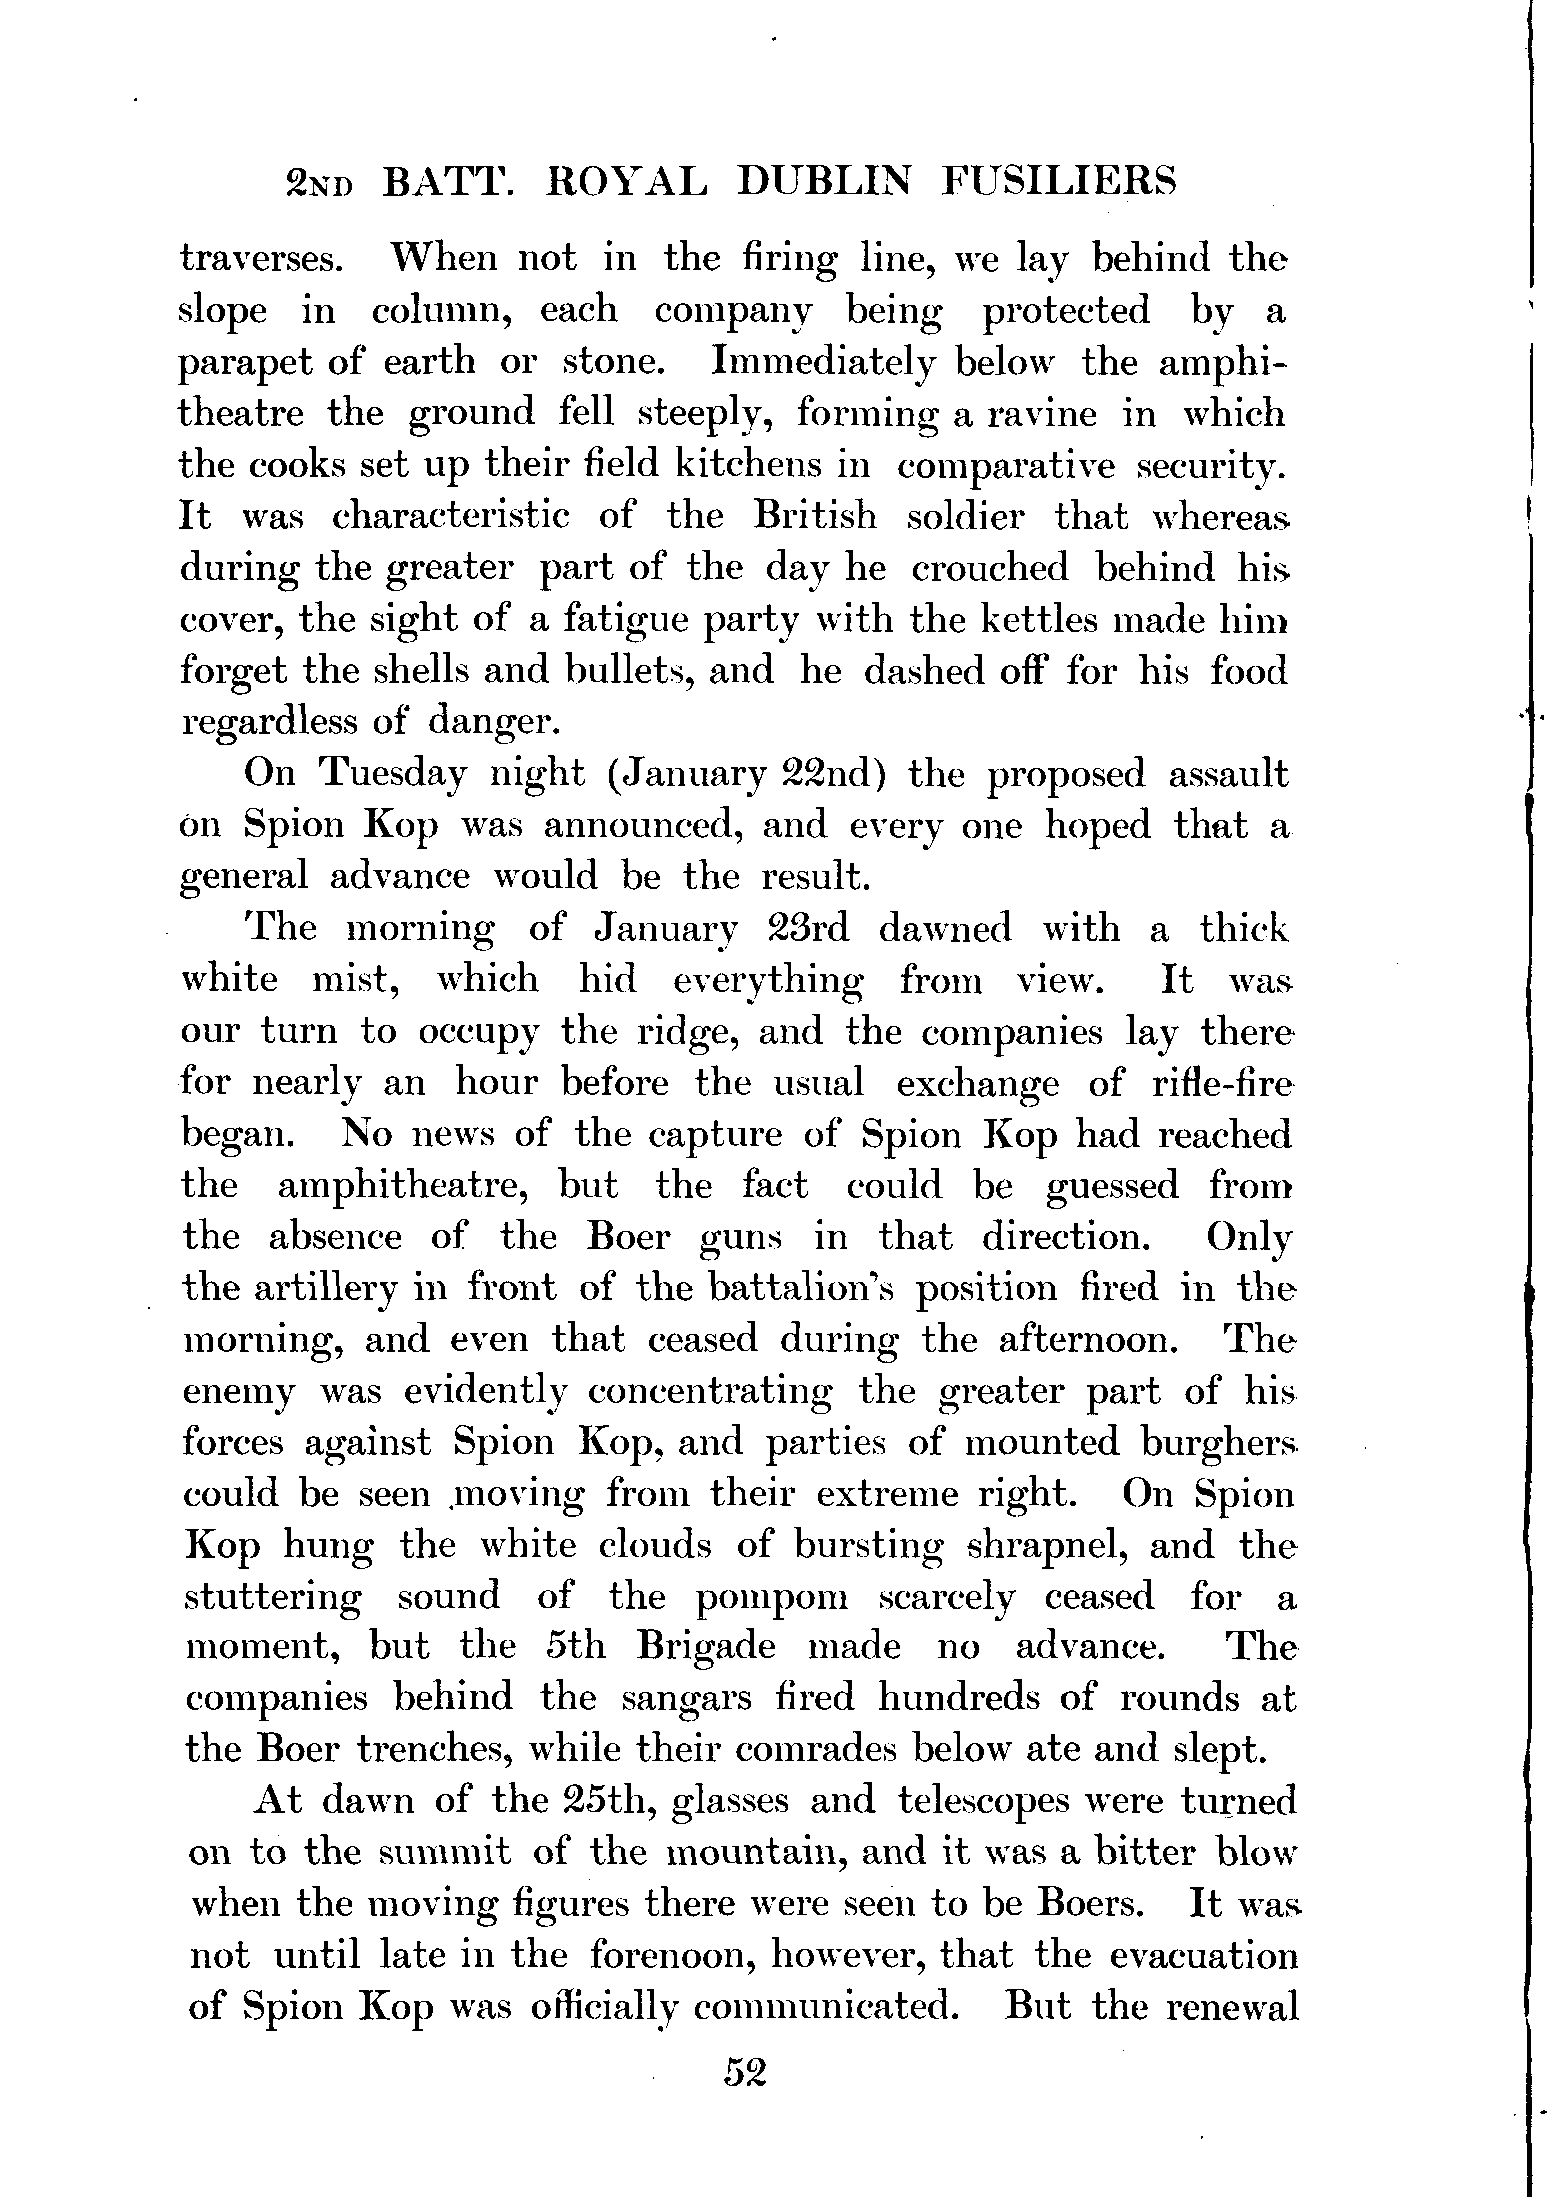 2ND BATT. ROYAL DUBLIN FUSILIERS
traverses. When not in the firing line, we lay behind the
slope in column, each company being protected by a
parapet of earth or stone. Immediately below the amphi-
theatre the ground fell steeply, forming a ravine in which
the cooks set up their field kitchens in comparative security.
It was characteristic of the British soldier that whereas
during the greater part of the day he crouched behind his
cover, the sight of a fatigue party with the kettles made him
forget the shells and bullets, and he dashed off for his food
regardless of danger.
On Tuesday night (January 22nd) the proposed assault
on Spion Kop was announced, and every one hoped that a
general advance would be the result.
The morning of January 23rd dawned with a thick
white mist, which hid everything from view. It was
our turn to occupy the ridge, and the companies lay there
for nearly an hour before the usual exchange of rifle-fire
began. No news of the capture of Spion Kop had reached
the amphitheatre, but the fact could be guessed from
the absence of the Boer guns in that direction. Only
the artillery in front of the battalion's position fired in the
morning, and even that ceased during the afternoon. The
enemy was evidently concentrating the greater part of his
forces against Spion Kop, and parties of mounted burghers
could be seen moving from their extreme right. On Spion
Kop hung the white clouds of bursting shrapnel, and the
stuttering sound of the pompom scarcely ceased for a
moment, but the 5th Brigade made no advance. The
companies behind the sangars fired hundreds of rounds at
the Boer trenches, while their comrades below ate and slept.
At dawn of the 25th, glasses and telescopes were turned
on to the summit of the mountain, and it was a bitter blow
when the moving figures there were seen to be Boers. It was
not until late in the forenoon, however, that the evacuation
of Spion Kop was officially communicated. But the renewal
52